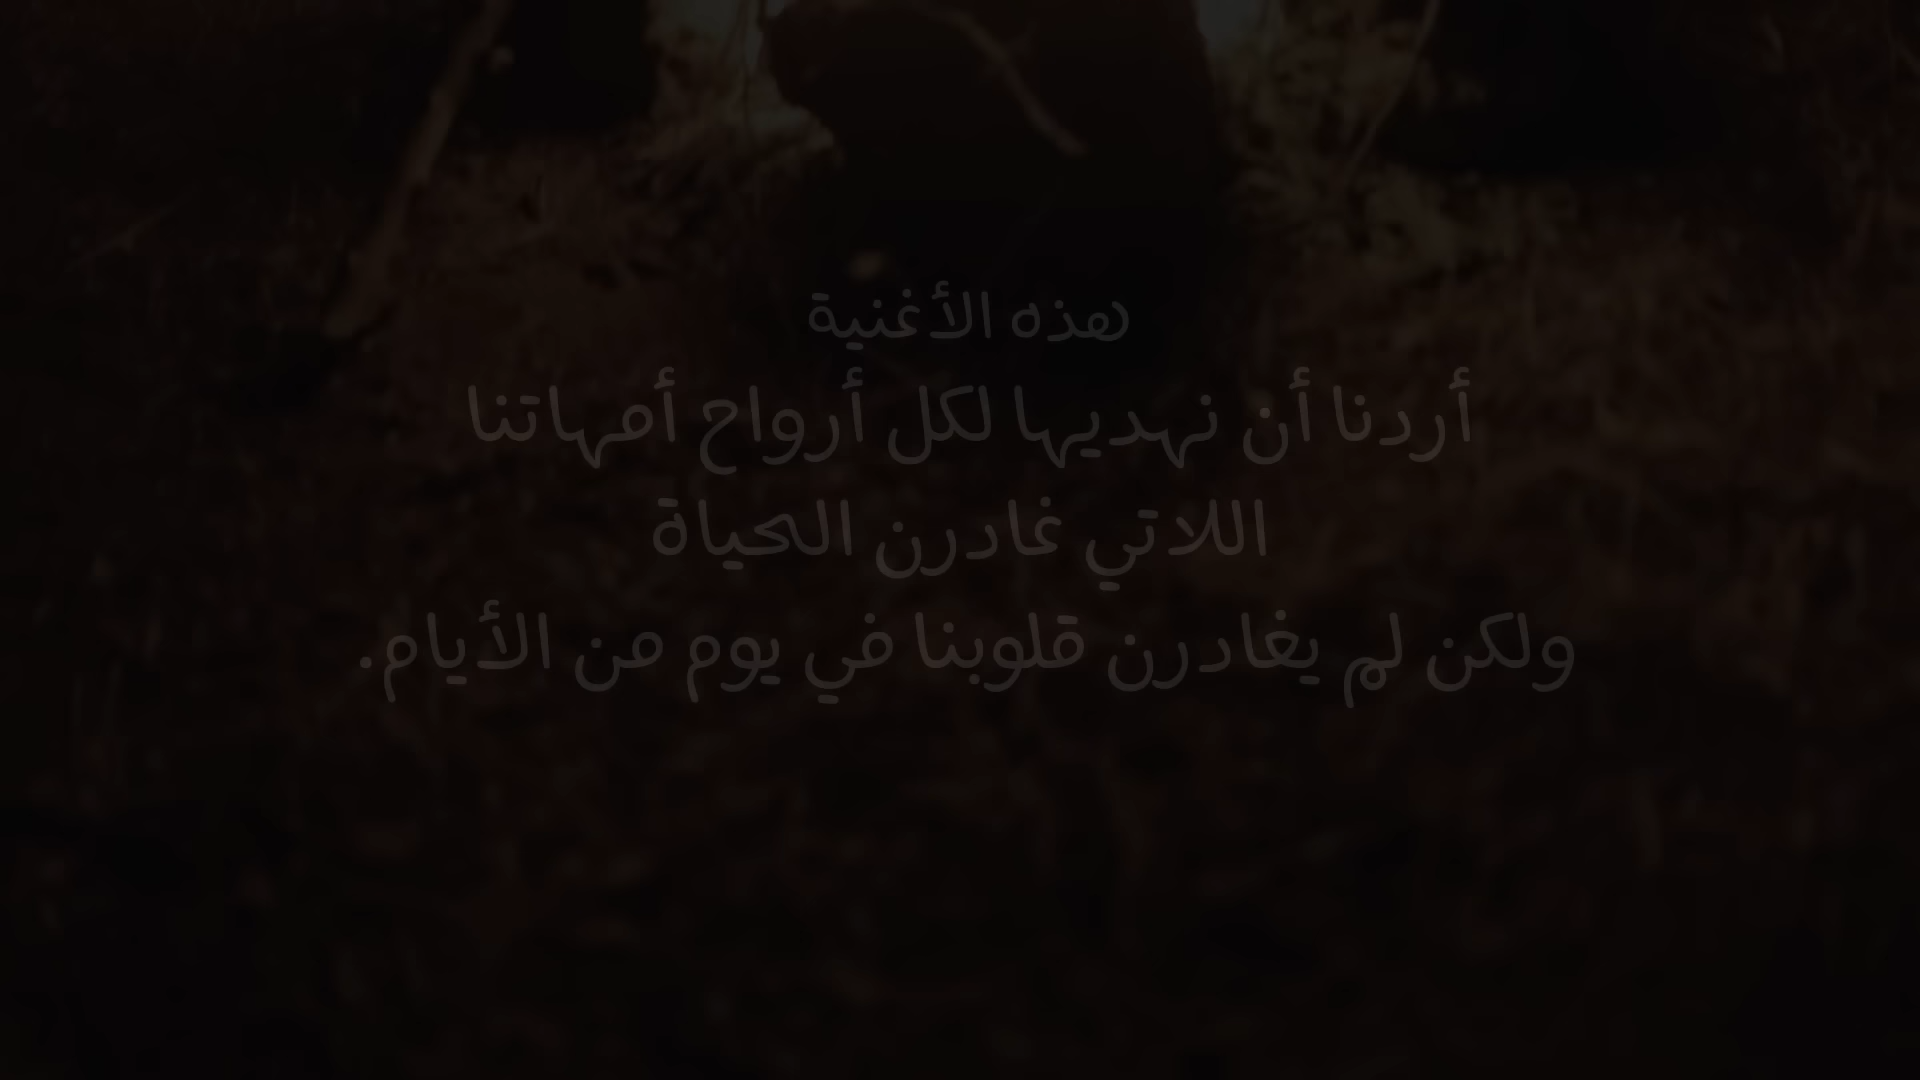 هذه الأغنية
أردنا أن نهديها لكل أرواح أمهاتنا
اللاتي غادرن الحياة
ولكن لم يغادرن قلوبنا في يوم من الأيام.